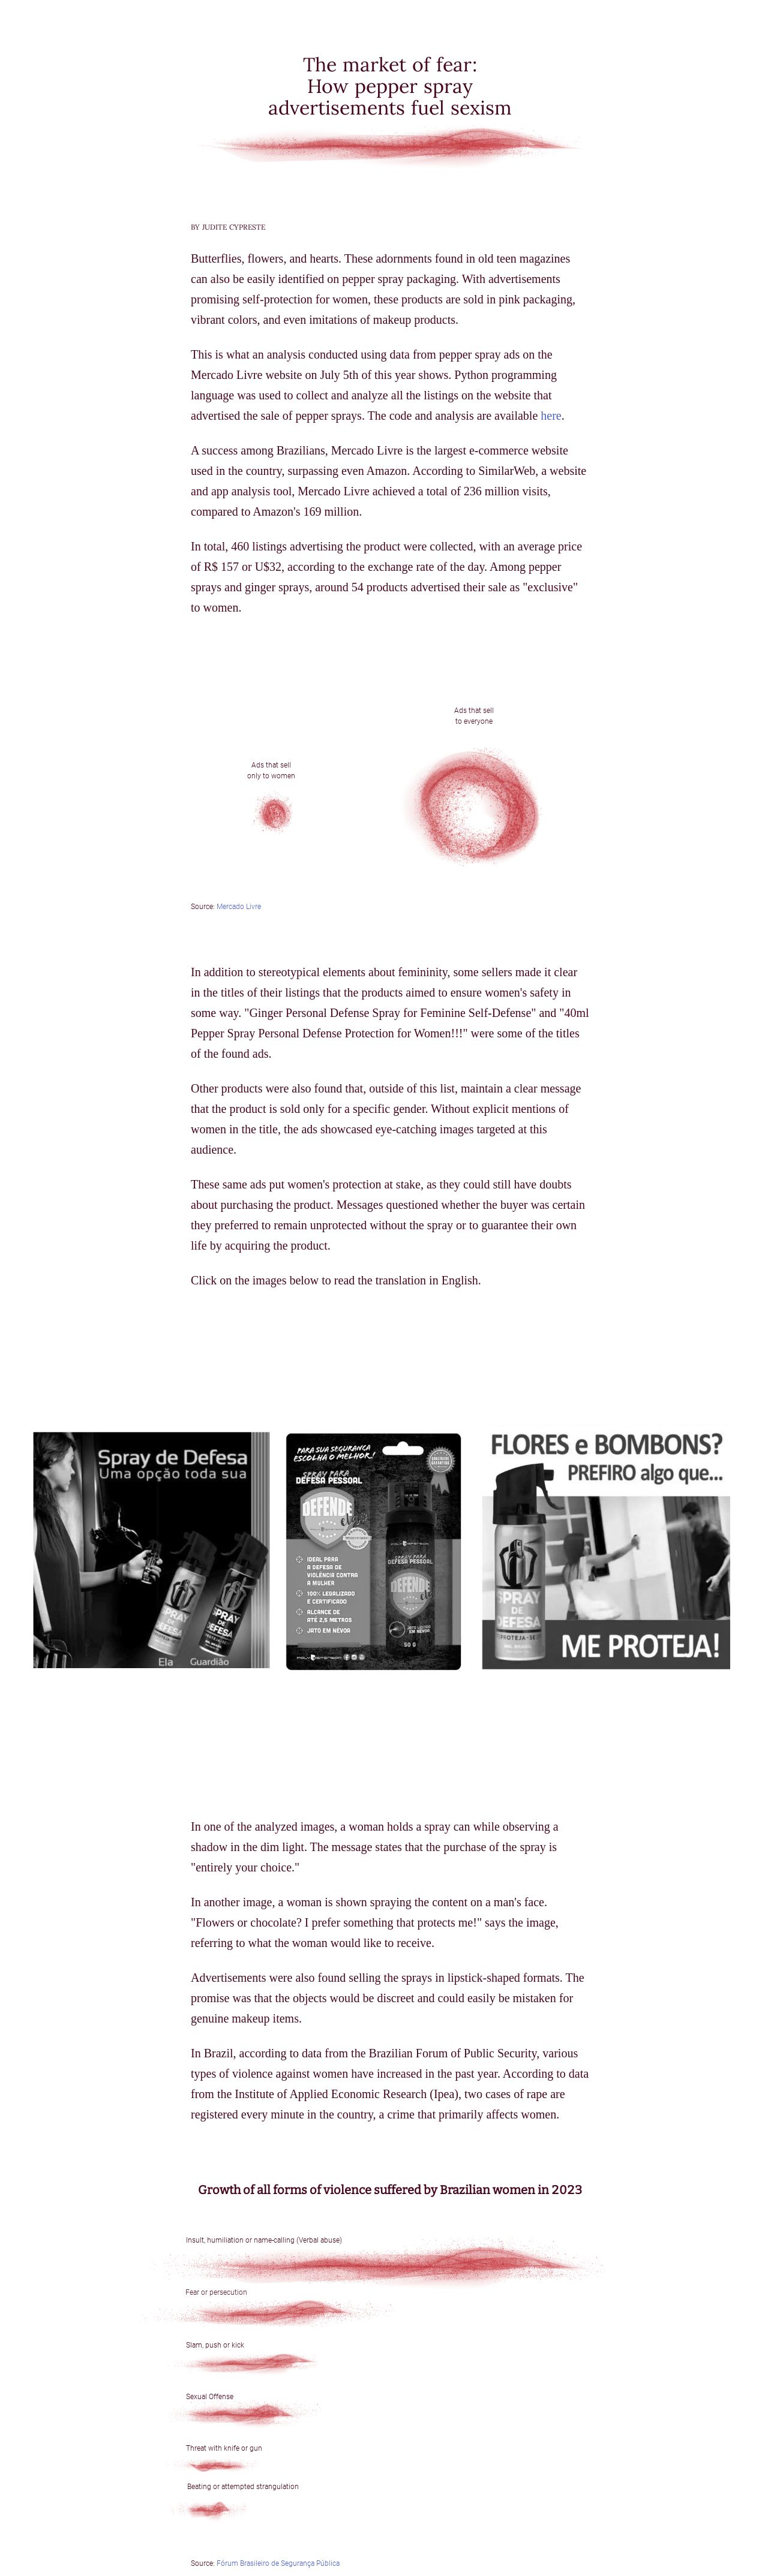 The market of fear:
How pepper spray
advertisements fuel sexism
BY JUDITE CYPRESTE
Butterflies, flowers, and hearts. These adornments found in old teen magazines
can also be easily identified on pepper spray packaging. With advertisements
promising self-protection for women, these products are sold in pink packaging,
vibrant colors, and even imitations of makeup products.
This is what an analysis conducted using data from pepper spray ads on the
Mercado Livre website on July 5th of this year shows. Python programming
language was used to collect and analyze all the listings on the website that
advertised the sale of pepper sprays. The code and analysis are available here.
A success among Brazilians, Mercado Livre is the largest e-commerce website
used in the country, surpassing even Amazon. According to SimilarWeb, a website
and app analysis tool, Mercado Livre achieved a total of 236 million visits,
compared to Amazon's 169 million.
In total, 460 listings advertising the product were collected, with an average price
of R$ 157 or U$32, according to the exchange rate of the day. Among pepper
sprays and ginger sprays, around 54 products advertised their sale as "exclusive"
to women.
Ads that sell
to everyone
Ads that sell
only to women
Source: Mercado Livre
In addition to stereotypical elements about femininity, some sellers made it clear
in the titles of their listings that the products aimed to ensure women's safety in
some way. "Ginger Personal Defense Spray for Feminine Self-Defense" and "40ml
Pepper Spray Personal Defense Protection for Women!!!" were some of the titles
of the found ads.
Other products were also found that, outside of this list, maintain a clear message
that the product is sold only for a specific gender. Without explicit mentions of
women in the title, the ads showcased eye-catching images targeted at this
audience.
These same ads put women's protection at stake, as they could still have doubts
about purchasing the product. Messages questioned whether the buyer was certain
they preferred to remain unprotected without the spray or to guarantee their own
life by acquiring the product.
Click on the images below to read the translation in English.
Spray de Defesa
Uma opção toda sua
SPRAY
DE
DEFESA
SPRAY
DE
DEFESA
Ela
Guardião
PARA SUA SEGURANÇA
ESCOLHA O MELHOR!
SPRAY PARA
DEFESA PESSOAL
DEFENDE
IDEAL PARA
A DEFESA DE
VIOLÊNCIA CONTRA
A MULHER
100% LEGALIZADO
E CERTIFICADO
ALCANCE DE
ATÉ 2,5 METROS
JATO EM NÉVOA
SPRAY PARA
DEFESA PESSOAL
DEFENDE
50 G
FLORES e BOMBONS?
PREFIRO algo que...
SPRAY
DE
DEFESA
PROTEJA-SE
ME PROTEJA!
In one of the analyzed images, a woman holds a spray can while observing a
shadow in the dim light. The message states that the purchase of the spray is
"entirely your choice."
In another image, a woman is shown spraying the content on a man's face.
"Flowers or chocolate? I prefer something that protects me!" says the image,
referring to what the woman would like to receive.
Advertisements were also found selling the sprays in lipstick-shaped formats. The
promise was that the objects would be discreet and could easily be mistaken for
genuine makeup items.
In Brazil, according to data from the Brazilian Forum of Public Security, various
types of violence against women have increased in the past year. According to data
from the Institute of Applied Economic Research (Ipea), two cases of rape are
registered every minute in the country, a crime that primarily affects women.
Growth of all forms of violence suffered by Brazilian women in 2023
Insult, humiliation or name-calling (Verbal abuse)
Fear or persecution
Slam, push or kick
Sexual Offense
Threat with knife or gun
Beating or attempted strangulation
Source: Fórum Brasileiro de Segurança Pública